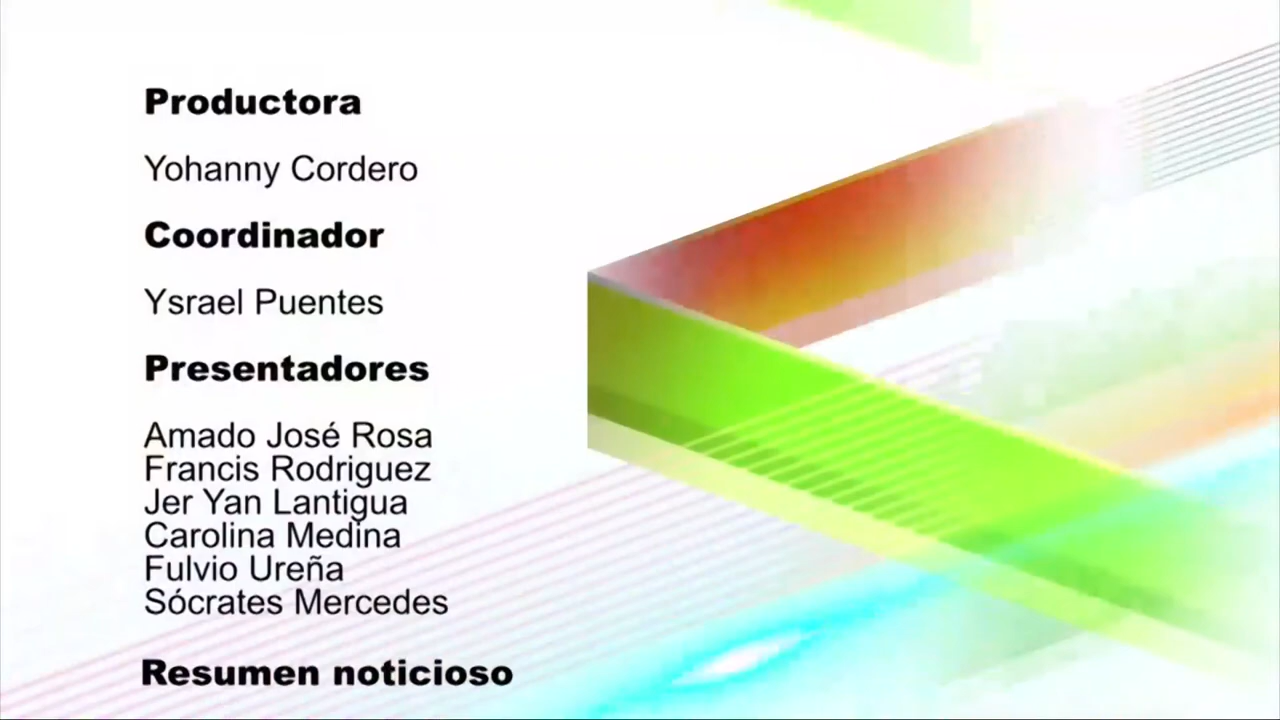 Productora
Yohanny Cordero
Coordinador
Ysrael Puentes
Presentadores
Amado José Rosa
Francis Rodriguez
Jer Yan Lantigua
Carolina Medina
Fulvio Ureña
Sócrates Mercedes
Resumen noticioso